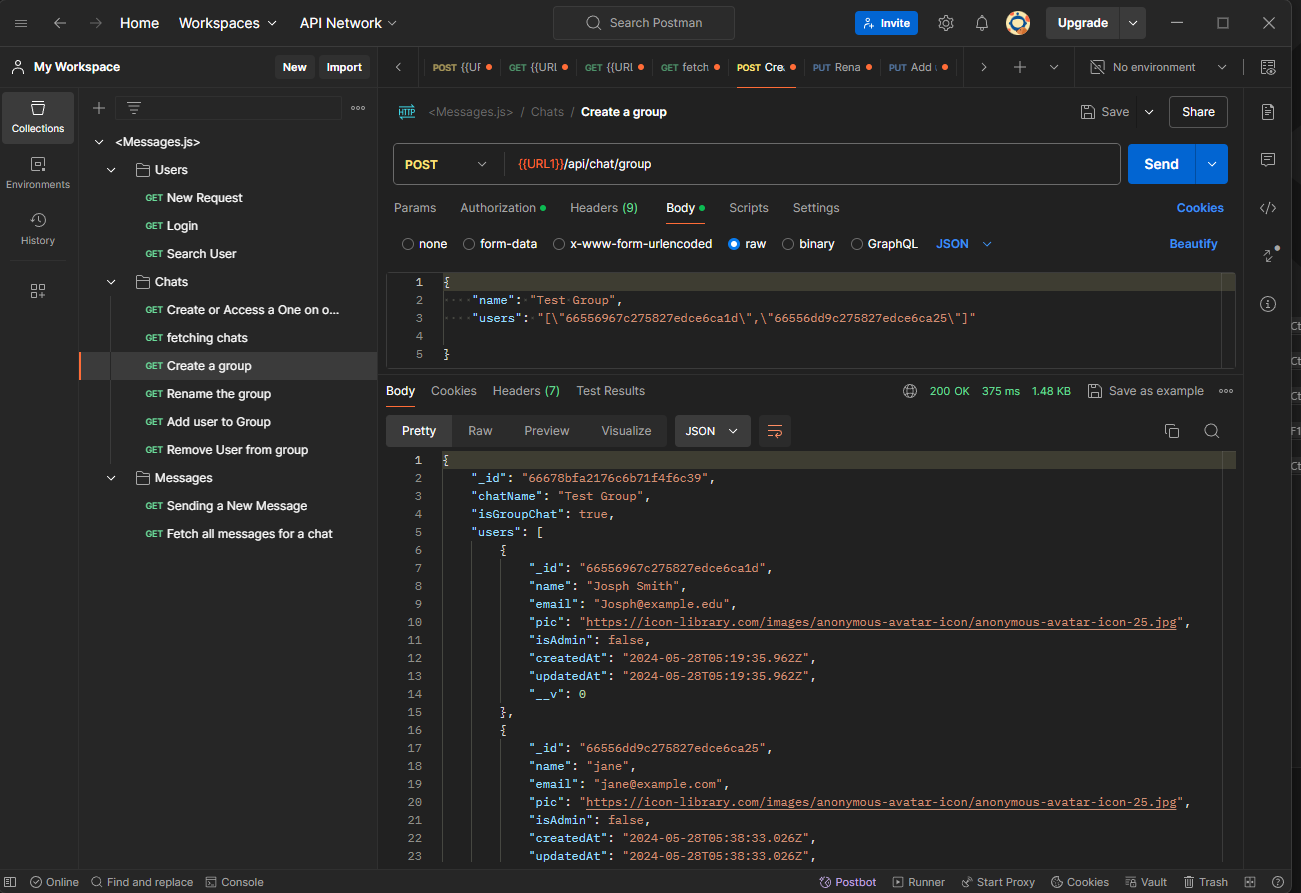 Home Workspaces API Network Search Postman Invite Upgrade
My Workspace New Import POST {{UF GET {{URL GET {{URL GET fetch POST Cre PUT Rena PUT Add No environment
Collections
Environments
History
<Messages.js>
Users
GET New Request
GET Login
GET Search User
Chats
GET Create or Access a One on o...
GET fetching chats
GET Create a group
GET Rename the group
GET Add user to Group
GET Remove User from group
Messages
GET Sending a New Message
GET Fetch all messages for a chat
HTTP <Messages.js> / Chats / Create a group Save Share
POST {{URL1}}/api/chat/group Send
Params Authorization Headers (9) Body Scripts Settings Cookies
none form-data x-www-form-urlencoded raw binary GraphQL JSON Beautify
1 {
2 "name": "Test Group",
3 "users": "[\"66556967c275827edce6ca1d\",\"66556dd9c275827edce6ca25\"]"
4
5 }
Body Cookies Headers (7) Test Results 200 OK 375 ms 1.48 KB Save as example
Pretty Raw Preview Visualize JSON
1 {
2 "_id": "66678bfa2176c6b71f4f6c39",
3 "chatName": "Test Group",
4 "isGroupChat": true,
5 "users": [
6 {
7 "_id": "66556967c275827edce6ca1d",
8 "name": "Josph Smith",
9 "email": "Josph@example.edu",
10 "pic": "https://icon-library.com/images/anonymous-avatar-icon/anonymous-avatar-icon-25.jpg",
11 "isAdmin": false,
12 "createdAt": "2024-05-28T05:19:35.962Z",
13 "updatedAt": "2024-05-28T05:19:35.962Z",
14 "__v": 0
15 },
16 {
17 "_id": "66556dd9c275827edce6ca25",
18 "name": "jane",
19 "email": "jane@example.com",
20 "pic": "https://icon-library.com/images/anonymous-avatar-icon/anonymous-avatar-icon-25.jpg",
21 "isAdmin": false,
22 "createdAt": "2024-05-28T05:38:33.026Z",
23 "updatedAt": "2024-05-28T05:38:33.026Z",
Ct
Ct
Ct
F1
Ct
Online Find and replace Console Postbot Runner Start Proxy Cookies Vault Trash